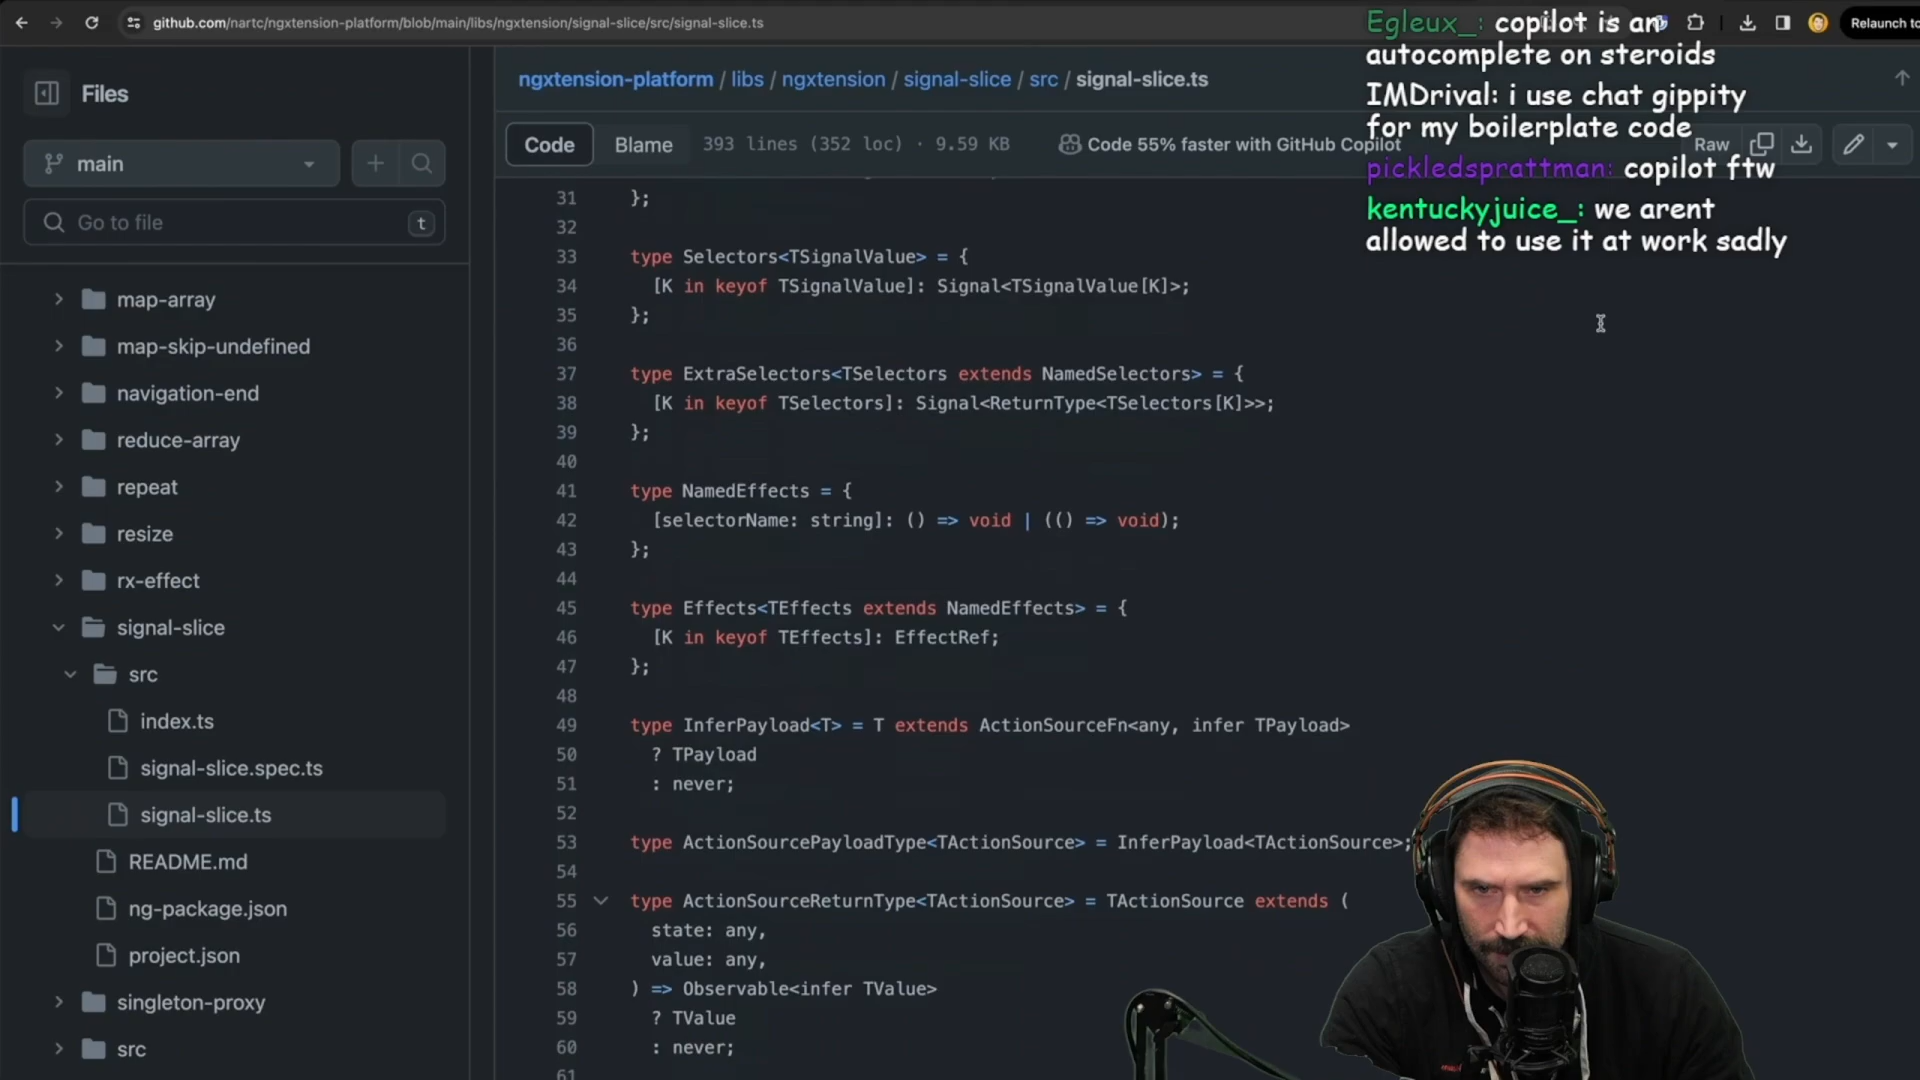 github.com/nartc/ngxtension-platform/blob/main/libs/ngxtension/signal-slice/src/signal-slice.ts
Relaunch to
Egleux_: copilot is an
autocomplete on steroids
IMDrival: i use chat gippity
for my boilerplate code
pickledsprattman: copilot ftw
kentuckyjuice_: we arent
allowed to use it at work sadly
Files
main
Go to file
t
map-array
map-skip-undefined
navigation-end
reduce-array
repeat
resize
rx-effect
signal-slice
src
index.ts
signal-slice.spec.ts
signal-slice.ts
README.md
ng-package.json
project.json
singleton-proxy
src
ngxtension-platform / libs / ngxtension / signal-slice / src / signal-slice.ts
Code Blame 393 lines (352 loc) · 9.59 KB Code 55% faster with GitHub Copilot Raw
31 };
32
33 type Selectors<TSignalValue> = {
34 [K in keyof TSignalValue]: Signal<TSignalValue[K]>;
35 };
36
37 type ExtraSelectors<TSelectors extends NamedSelectors> = {
38 [K in keyof TSelectors]: Signal<ReturnType<TSelectors[K]>>;
39 };
40
41 type NamedEffects = {
42 [selectorName: string]: () => void | (() => void);
43 };
44
45 type Effects<TEffects extends NamedEffects> = {
46 [K in keyof TEffects]: EffectRef;
47 };
48
49 type InferPayload<T> = T extends ActionSourceFn<any, infer TPayload>
50 ? TPayload
51 : never;
52
53 type ActionSourcePayloadType<TActionSource> = InferPayload<TActionSource>;
54
55 type ActionSourceReturnType<TActionSource> = TActionSource extends (
56 state: any,
57 value: any,
58 ) => Observable<infer TValue>
59 ? TValue
60 : never;
61